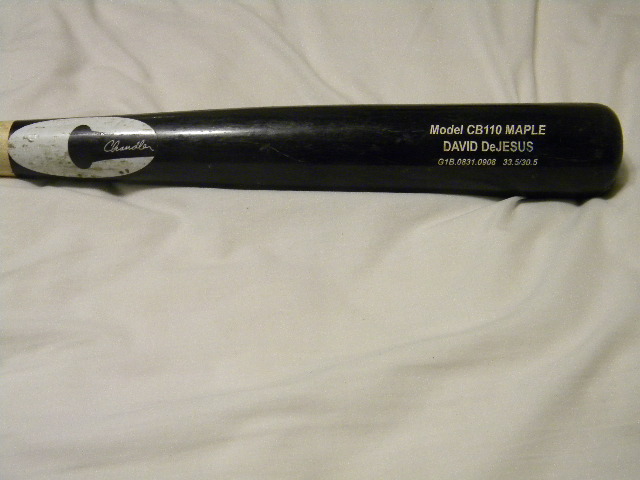 Chandler
Model CB110 MAPLE
DAVID DeJESUS
G1B.0831.0908 33.5/30.5